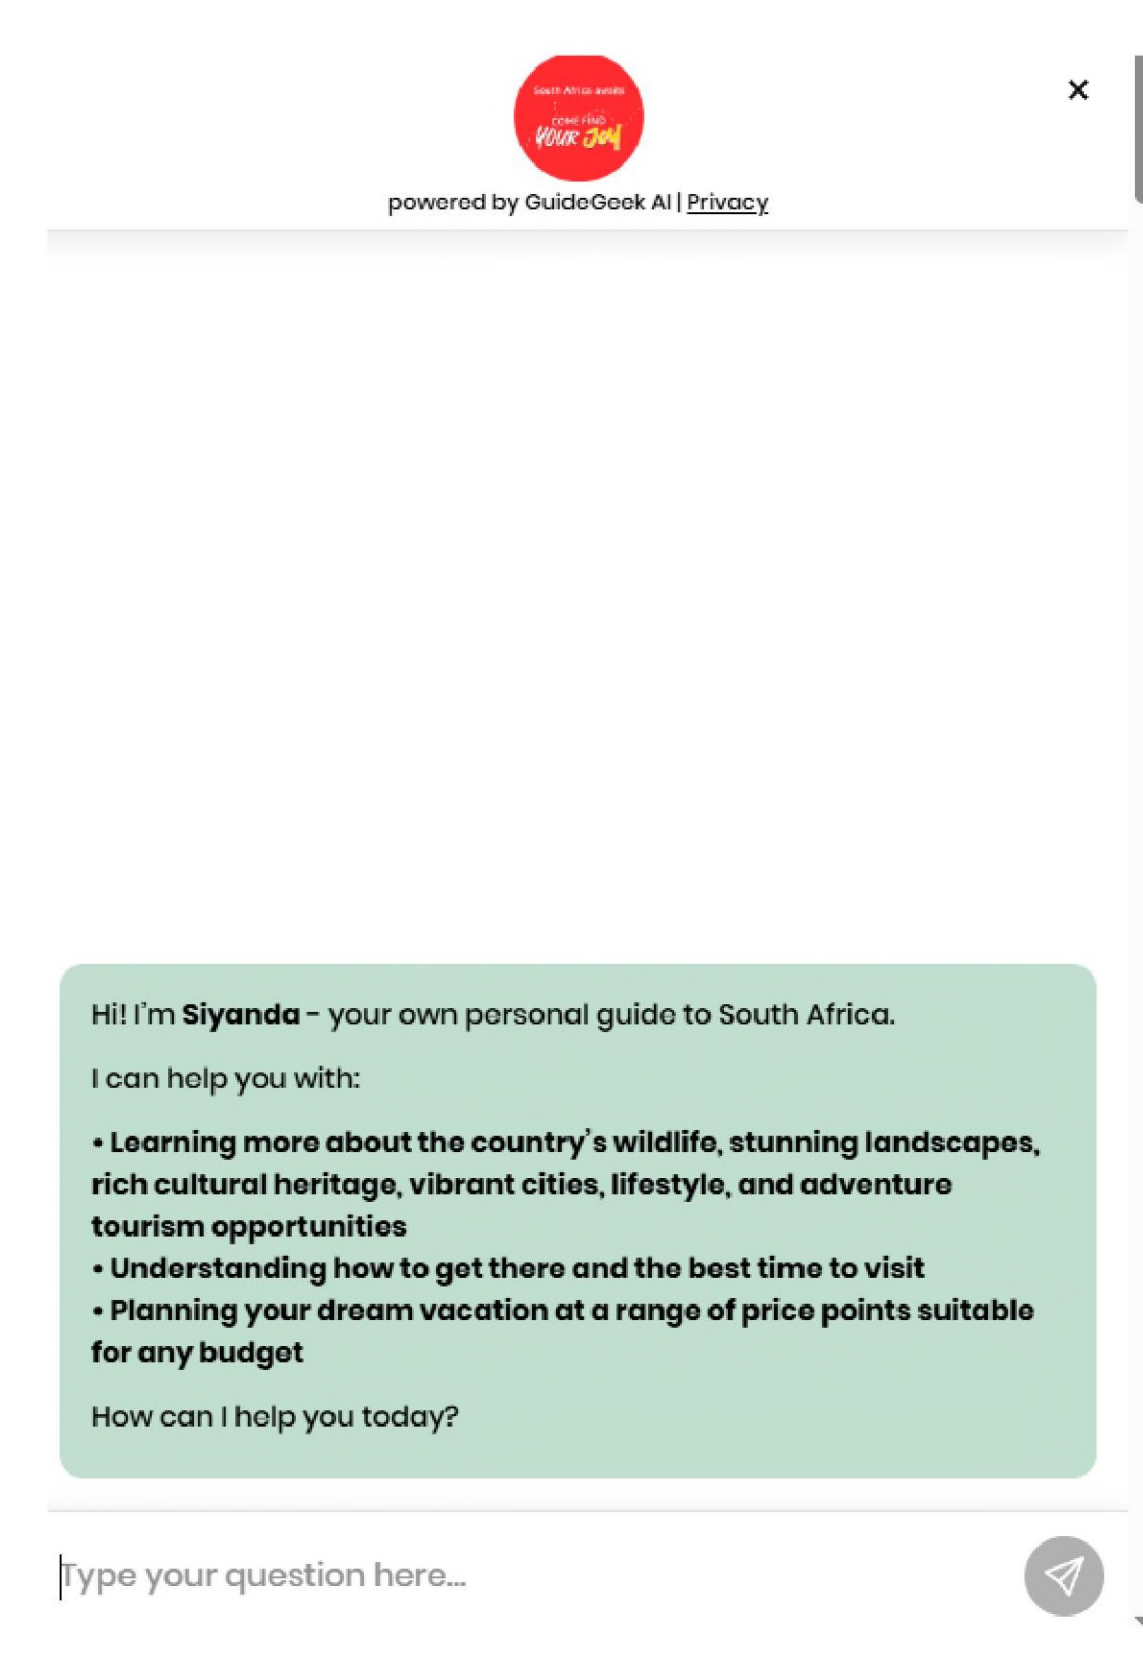 South Africa awaits
COME FIND
YOUR JOY
powered by GuideGeek AI | Privacy
Hi! I'm Siyanda - your own personal guide to South Africa.
I can help you with:
• Learning more about the country's wildlife, stunning landscapes,
rich cultural heritage, vibrant cities, lifestyle, and adventure
tourism opportunities
• Understanding how to get there and the best time to visit
• Planning your dream vacation at a range of price points suitable
for any budget
How can I help you today?
Type your question here...